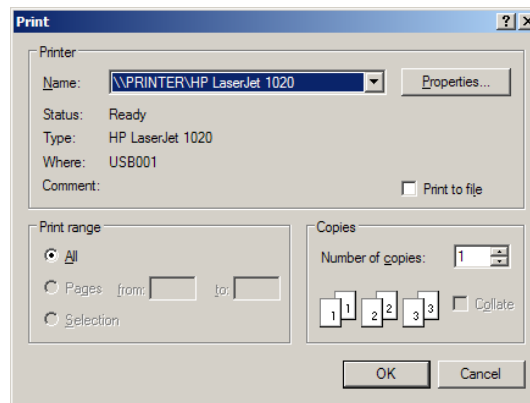 Print
Printer
Name: \\PRINTER\HP LaserJet 1020 Properties...
Status: Ready
Type: HP LaserJet 1020
Where: USB001
Comment: Print to file
Print range
All
Pages from: to:
Selection
Copies
Number of copies: 1
1 1 2 2 3 3 Collate
OK Cancel